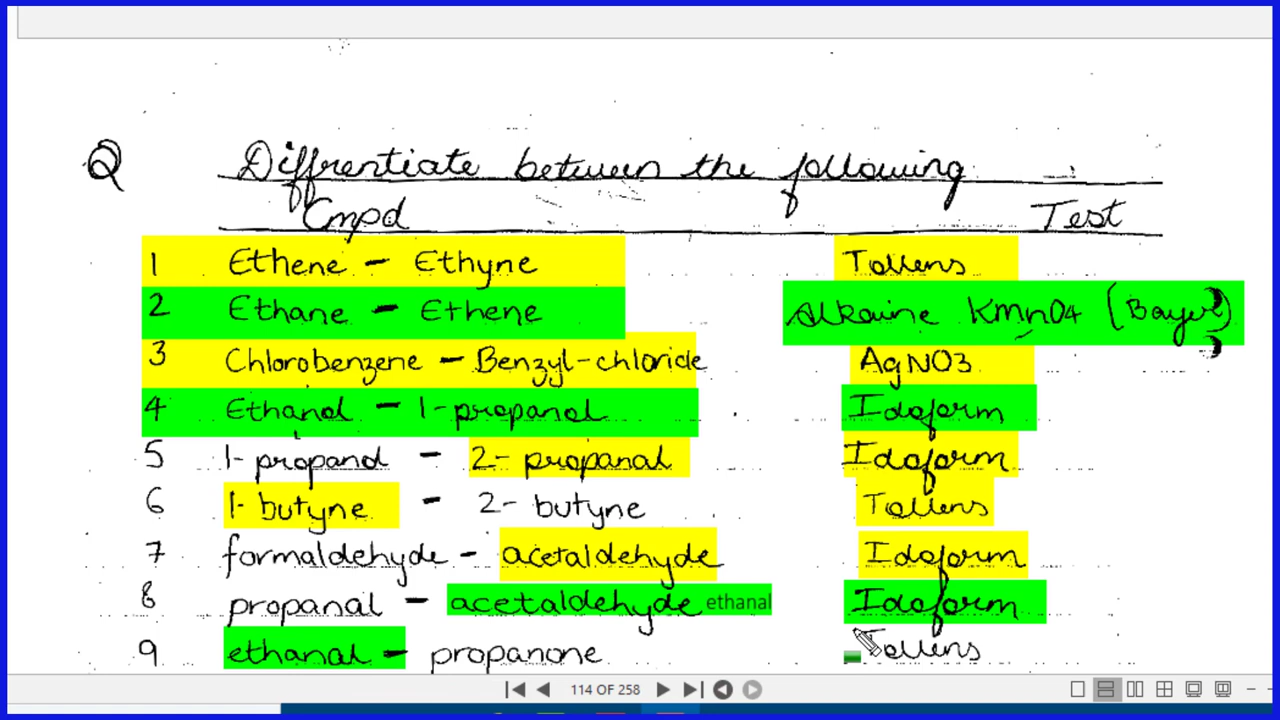 Q Diffrentiate between the following
Cmpd Test
1 Ethene - Ethyne Tollens
2 Ethane - Ethene Alkaine KMnO4 (Bayer)
3 Chlorobenzene - Benzyl-chloride AgNO3
4 Ethanol - 1-propanol Idoform
5 1-propanol - 2-propanal Idoform
6 1-butyne - 2-butyne Tollens
7 formaldehyde - acetaldehyde Idoform
8 propanal - acetaldehyde ethanal Idoform
9 ethanal - propanone Tollens
114 OF 258